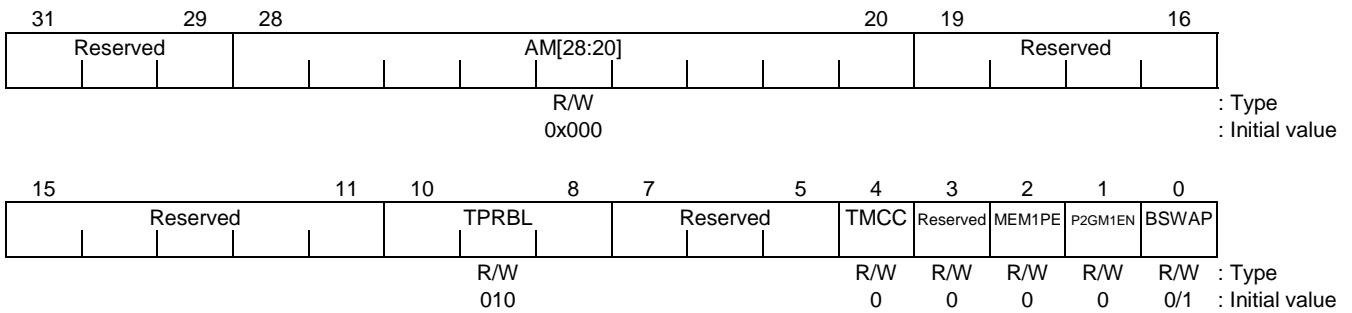 31 29 28 20 19 16
Reserved AM[28:20] Reserved
R/W : Type
0x000 : Initial value
15 11 10 8 7 5 4 3 2 1 0
Reserved TPRBL Reserved TMCC Reserved MEM1PE P2GM1EN BSWAP
R/W R/W R/W R/W R/W R/W : Type
010 0 0 0 0 0/1 : Initial value